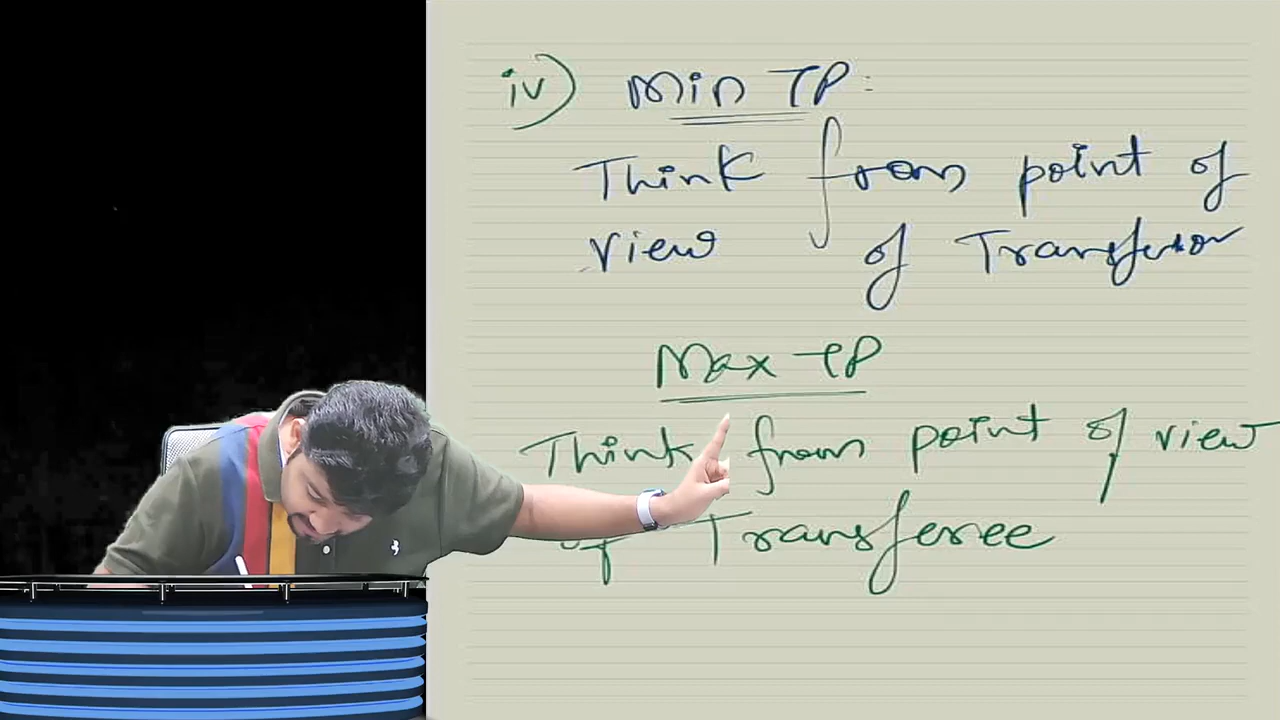 iv) Min TP:
Think from point of
view of Transferor
Max TP
Think from point of view
of Transferee